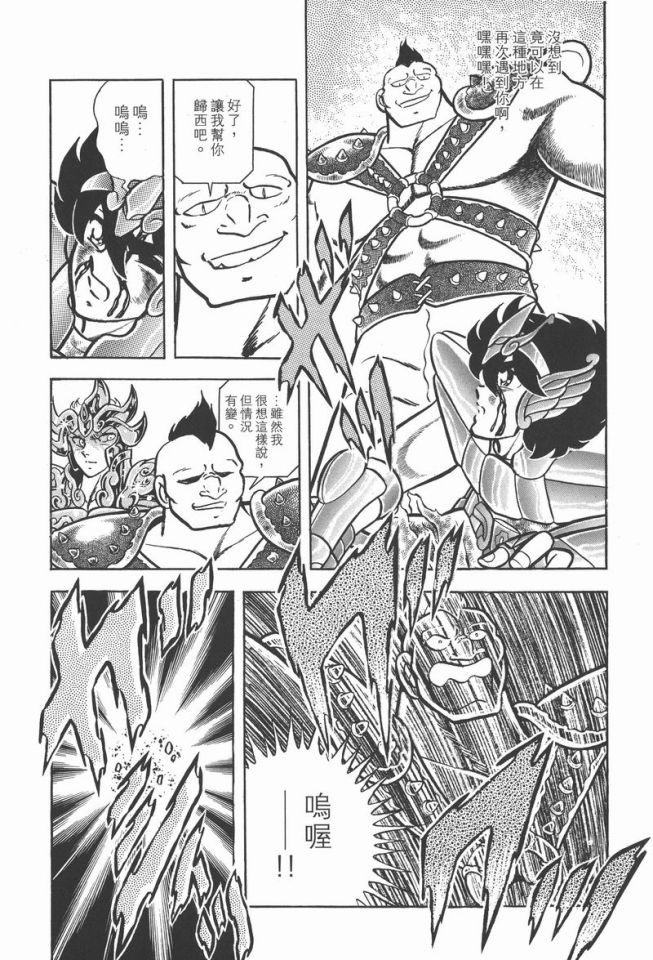 沒想到
竟可以在
這種地方
再次遇到你啊，
嘿嘿嘿！
好了，
讓我幫你
歸西吧。
嗚…
嗚嗚…
…雖然我
很想這樣說，
但情況
有變。
嗚喔
——!!